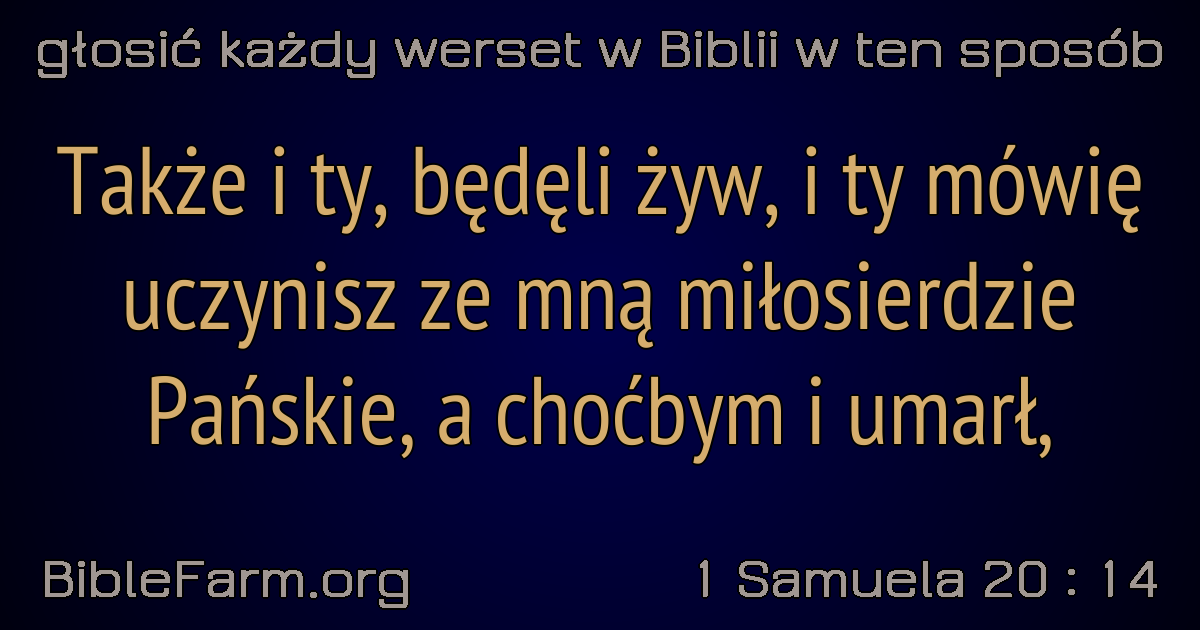 głosić każdy werset w Biblii w ten sposób
Także i ty, będęli żyw, i ty mówię
uczynisz ze mną miłosierdzie
Pańskie, a choćbym i umarł,
BibleFarm.org
1 Samuela 20 : 14